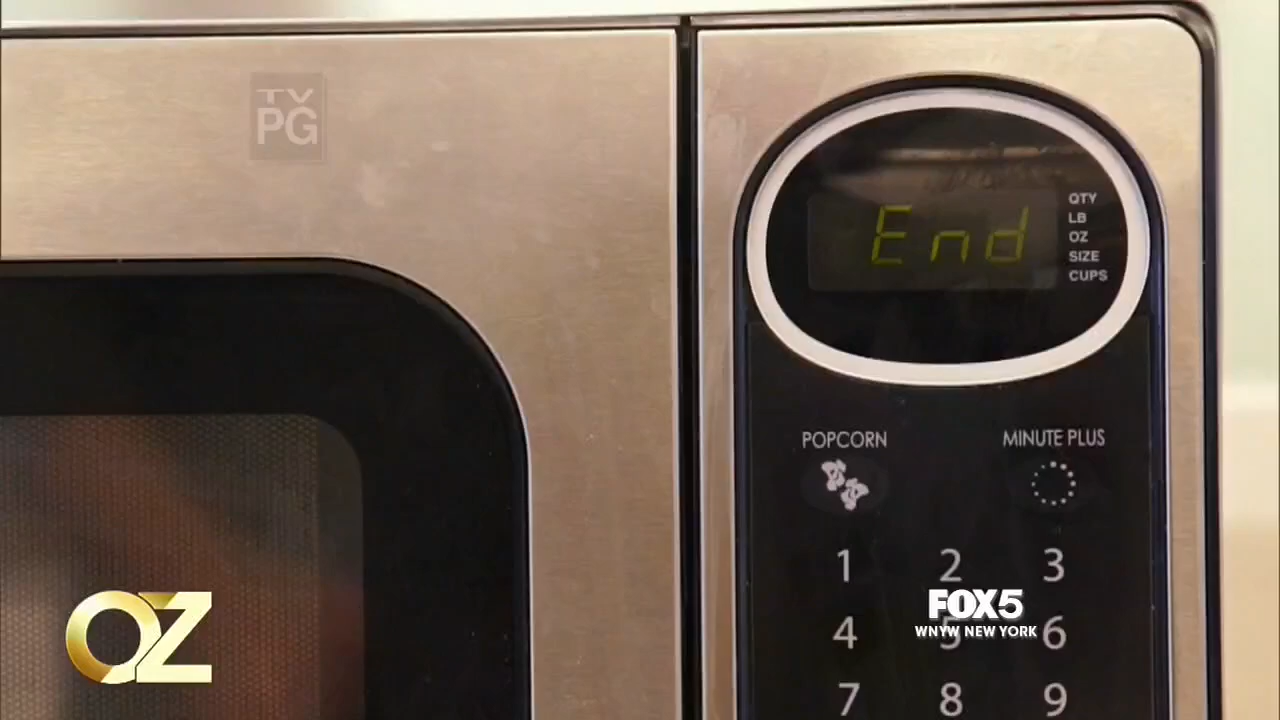 TV
PG
End
QTY
LB
OZ
SIZE
CUPS
POPCORN
MINUTE PLUS
1 2 3
4 5 6
7 8 9
FOX5
WNYW NEW YORK
OZ